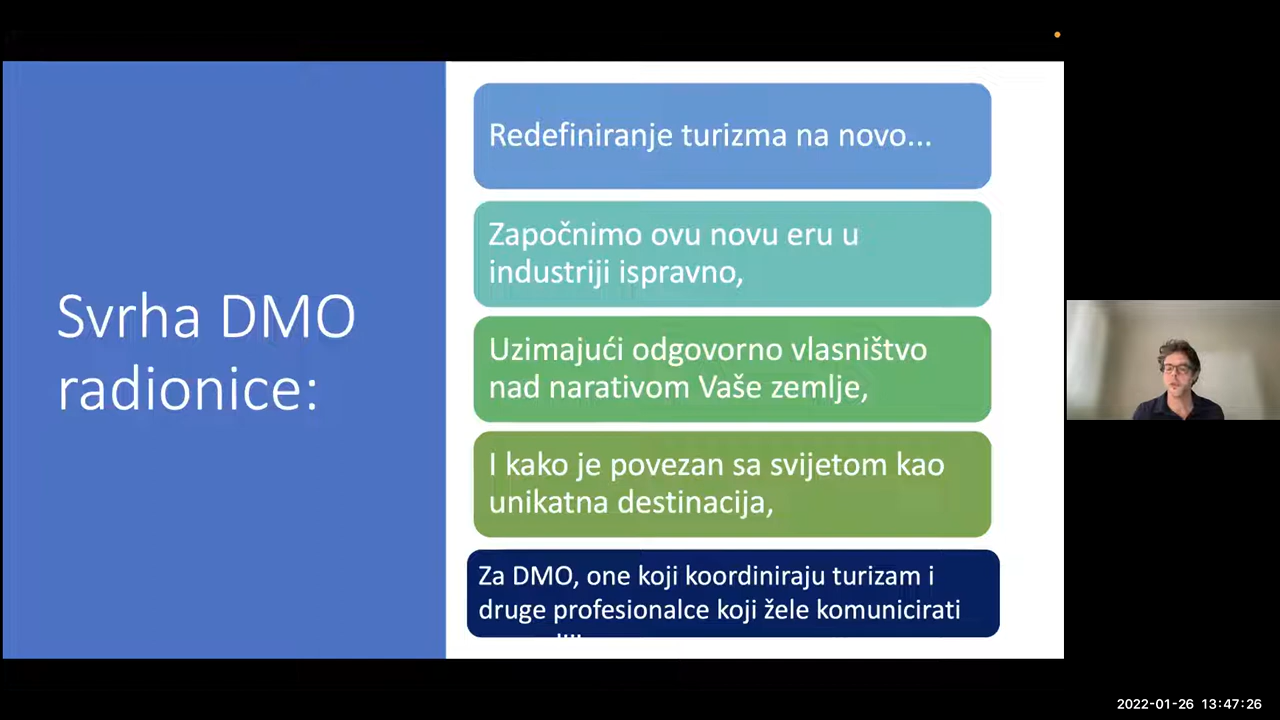 Svrha DMO
radionice:
Redefiniranje turizma na novo...
Započnimo ovu novu eru u
industriji ispravno,
Uzimajući odgovorno vlasništvo
nad narativom Vaše zemlje,
I kako je povezan sa svijetom kao
unikatna destinacija,
Za DMO, one koji koordiniraju turizam i
druge profesionalce koji žele komunicirati
2022-01-26 13:47:26